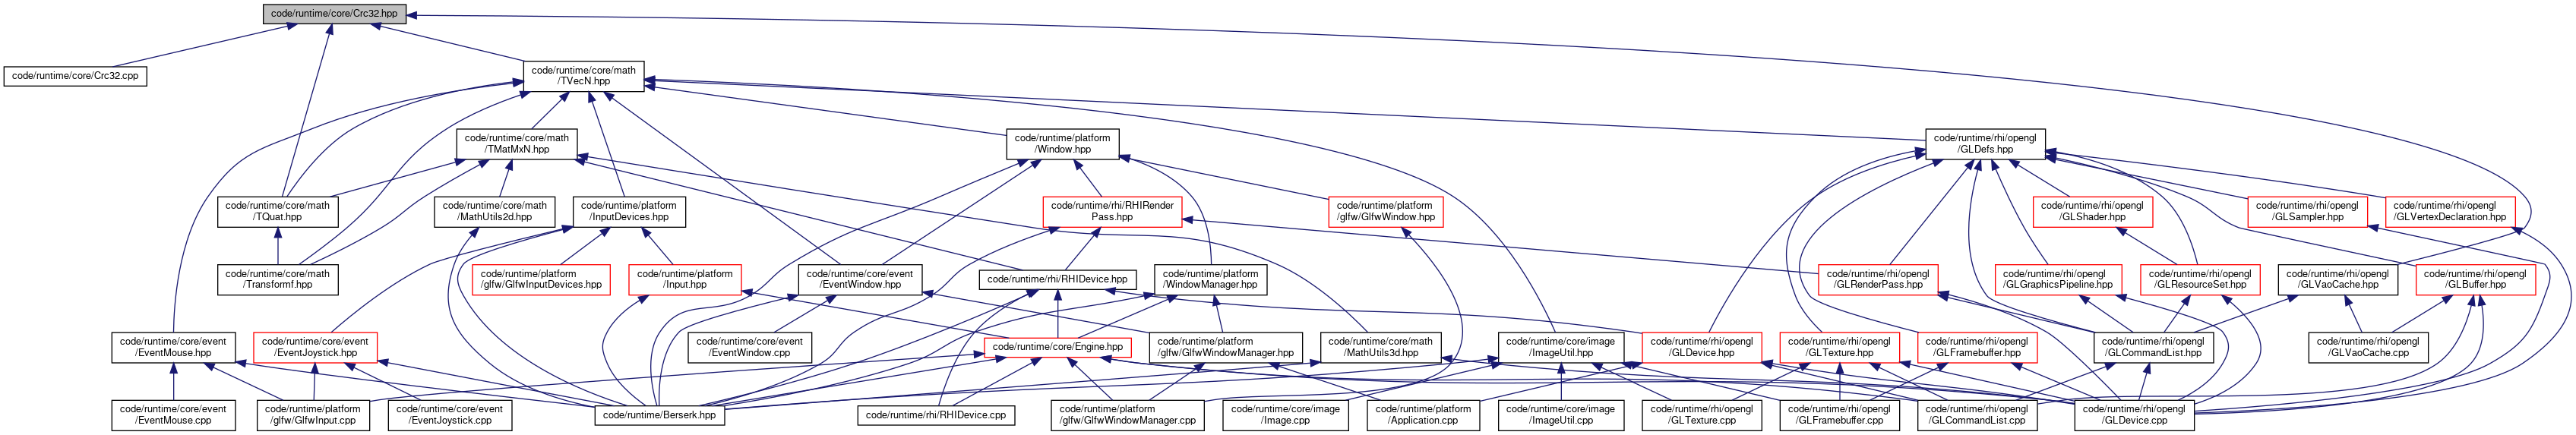 code/runtime/core/Crc32.hpp
code/runtime/core/Crc32.cpp
code/runtime/core/math
/TVecN.hpp
code/runtime/core/math
/TMatMxN.hpp
code/runtime/platform
/Window.hpp
code/runtime/rhi/opengl
/GLDefs.hpp
code/runtime/core/math
/TQuat.hpp
code/runtime/core/math
/MathUtils2d.hpp
code/runtime/platform
/InputDevices.hpp
code/runtime/rhi/RHIRender
Pass.hpp
code/runtime/platform
/glfw/GlfwWindow.hpp
code/runtime/rhi/opengl
/GLShader.hpp
code/runtime/rhi/opengl
/GLSampler.hpp
code/runtime/rhi/opengl
/GLVertexDeclaration.hpp
code/runtime/core/math
/Transformf.hpp
code/runtime/platform
/glfw/GlfwInputDevices.hpp
code/runtime/platform
/Input.hpp
code/runtime/core/event
/EventWindow.hpp
code/runtime/rhi/RHIDevice.hpp
code/runtime/platform
/WindowManager.hpp
code/runtime/rhi/opengl
/GLRenderPass.hpp
code/runtime/rhi/opengl
/GLGraphicsPipeline.hpp
code/runtime/rhi/opengl
/GLResourceSet.hpp
code/runtime/rhi/opengl
/GLVaoCache.hpp
code/runtime/rhi/opengl
/GLBuffer.hpp
code/runtime/core/event
/EventMouse.hpp
code/runtime/core/event
/EventJoystick.hpp
code/runtime/core/event
/EventWindow.cpp
code/runtime/core/Engine.hpp
code/runtime/platform
/glfw/GlfwWindowManager.hpp
code/runtime/core/math
/MathUtils3d.hpp
code/runtime/core/image
/ImageUtil.hpp
code/runtime/rhi/opengl
/GLDevice.hpp
code/runtime/rhi/opengl
/GLTexture.hpp
code/runtime/rhi/opengl
/GLFramebuffer.hpp
code/runtime/rhi/opengl
/GLCommandList.hpp
code/runtime/rhi/opengl
/GLVaoCache.cpp
code/runtime/core/event
/EventMouse.cpp
code/runtime/platform
/glfw/GlfwInput.cpp
code/runtime/core/event
/EventJoystick.cpp
code/runtime/Berserk.hpp
code/runtime/rhi/RHIDevice.cpp
code/runtime/platform
/glfw/GlfwWindowManager.cpp
code/runtime/core/image
/Image.cpp
code/runtime/platform
/Application.cpp
code/runtime/core/image
/ImageUtil.cpp
code/runtime/rhi/opengl
/GLTexture.cpp
code/runtime/rhi/opengl
/GLFramebuffer.cpp
code/runtime/rhi/opengl
/GLCommandList.cpp
code/runtime/rhi/opengl
/GLDevice.cpp